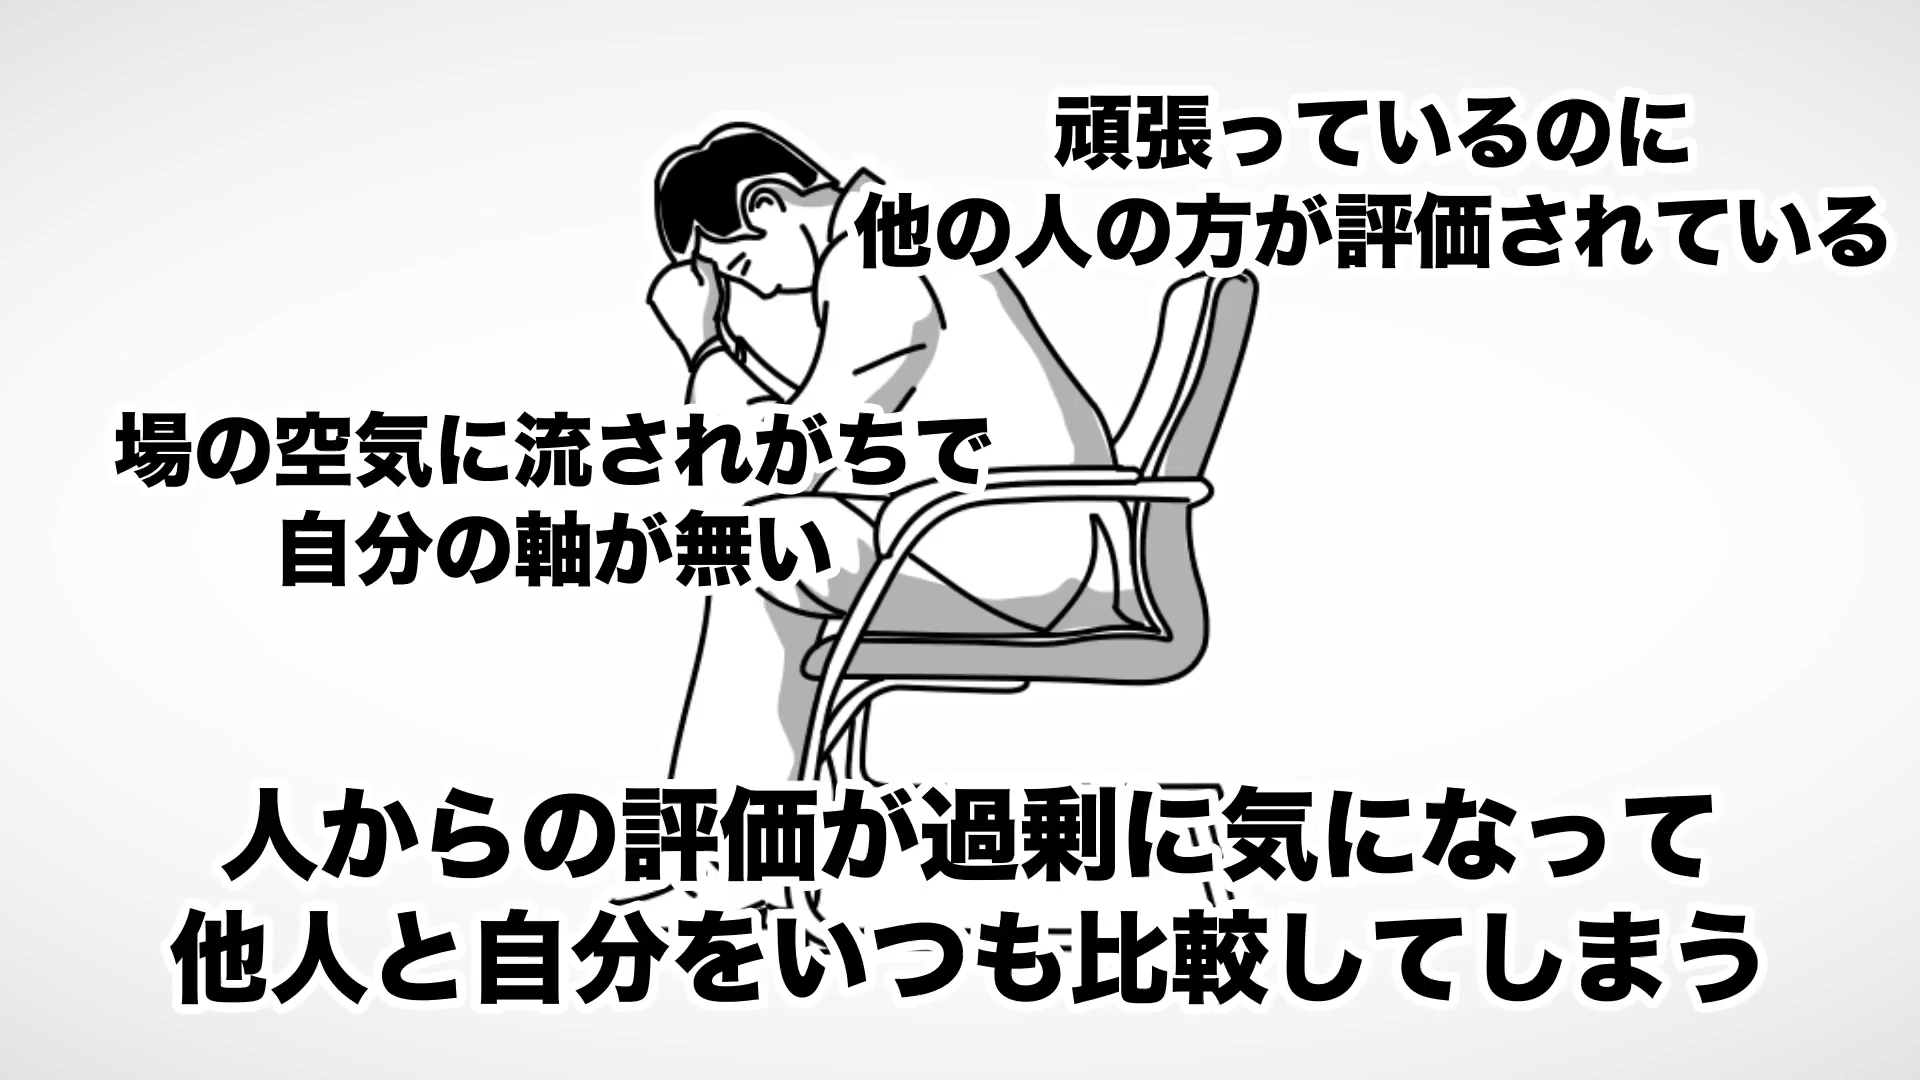 頑張っているのに
他の人の方が評価されている
場の空気に流されがちで
自分の軸が無い
人からの評価が過剰に気になって
他人と自分をいつも比較してしまう